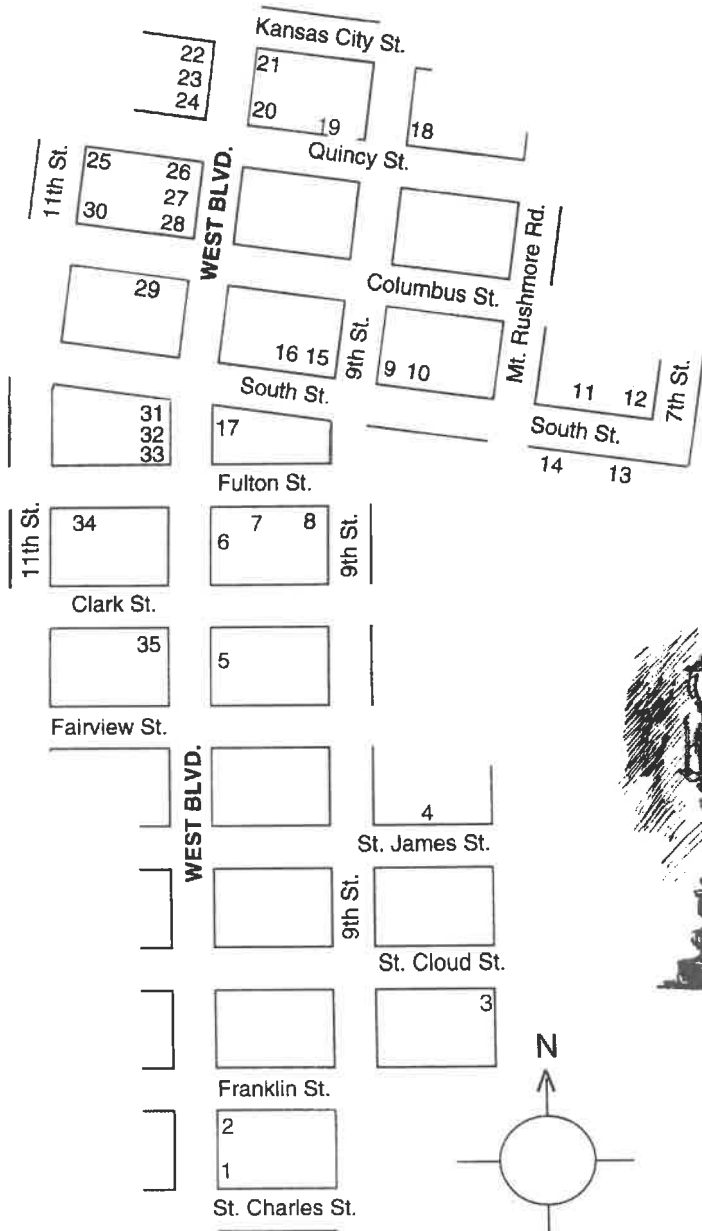 Kansas City St.
22
23
24
21
20
19
18
Quincy St.
11th St.
25
26
27
28
30
WEST BLVD.
Mt. Rushmore Rd.
29
Columbus St.
16 15
9th St.
9 10
South St.
11
12
7th St.
South St.
14
13
31
32
33
17
Fulton St.
11th St.
34
6
7
8
9th St.
Clark St.
35
5
Fairview St.
WEST BLVD.
4
St. James St.
9th St.
St. Cloud St.
3
N
Franklin St.
2
1
St. Charles St.